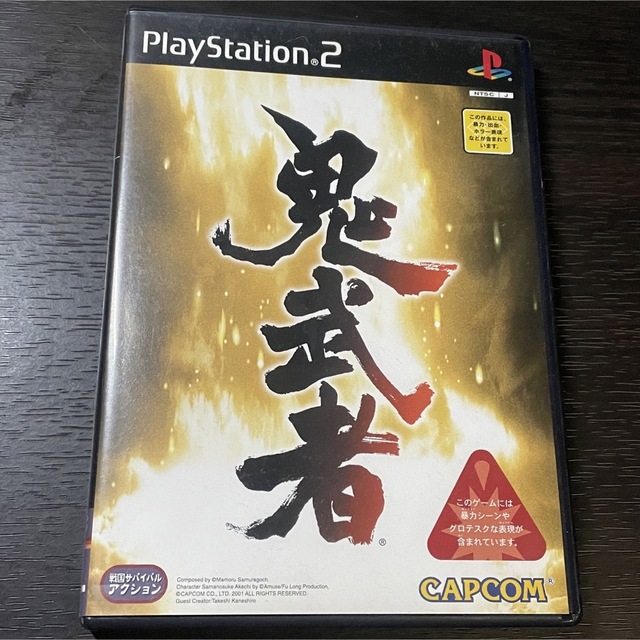 PlayStation®2
NTSC J
この作品には、
暴力・出血・
ホラー表現
などが含まれて
います。
鬼武者®
このゲームには
暴力シーンや
グロテスクな表現が
含まれています。
戦国サバイバル
アクション
Composed by ©Mamoru Samuragoch,
Character Samanosuke Akechi by ©Amuse/Fu Long Production,
©CAPCOM CO., LTD. 2001 ALL RIGHTS RESERVED.
Guest Creator:Takeshi Kaneshiro
CAPCOM®